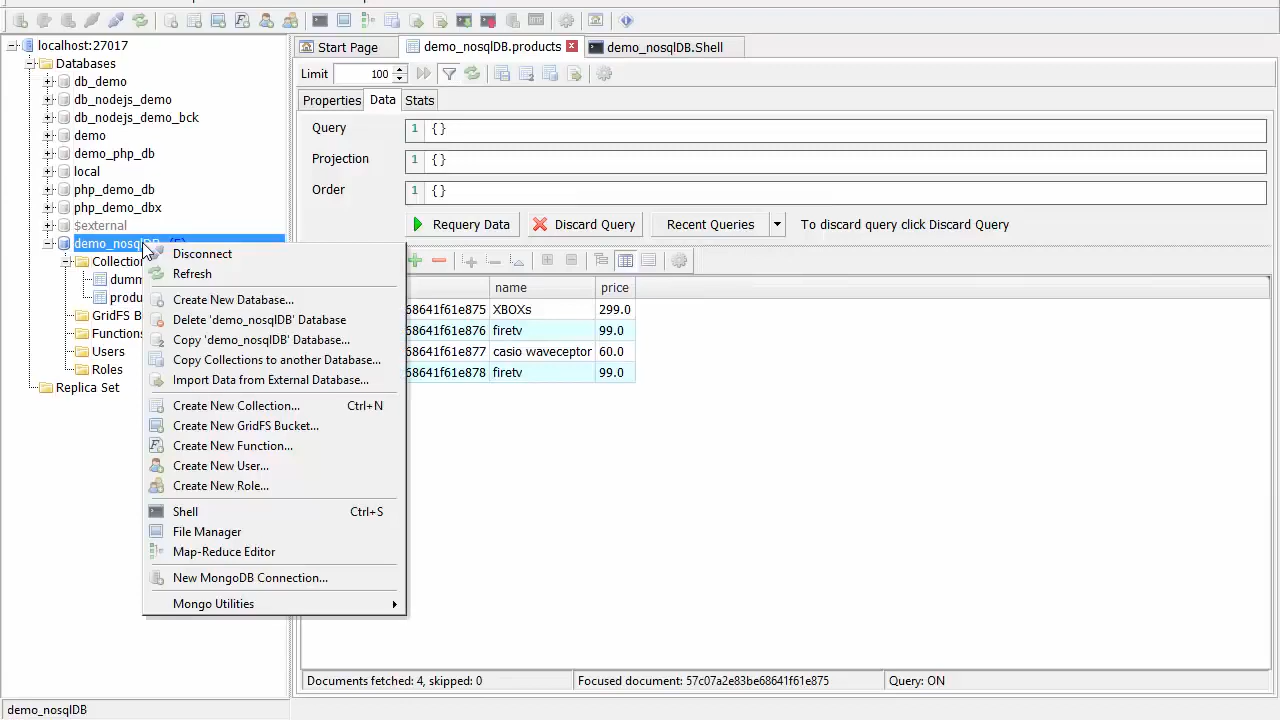 localhost:27017
Databases
db_demo
db_nodejs_demo
db_nodejs_demo_bck
demo
demo_php_db
local
php_demo_db
php_demo_dbx
$external
demo_nosqlDB
Collectio
dumm
produ
GridFS B
Functions
Users
Roles
Replica Set
demo_nosqlDB
Disconnect
Refresh
Create New Database...
Delete 'demo_nosqlDB' Database
Copy 'demo_nosqlDB' Database...
Copy Collections to another Database...
Import Data from External Database...
Create New Collection... Ctrl+N
Create New GridFS Bucket...
Create New Function...
Create New User...
Create New Role...
Shell Ctrl+S
File Manager
Map-Reduce Editor
New MongoDB Connection...
Mongo Utilities
Start Page demo_nosqlDB.products demo_nosqlDB.Shell
Limit 100
Properties Data Stats
Query 1 {}
Projection 1 {}
Order 1 {}
Requery Data Discard Query Recent Queries To discard query click Discard Query
name price
68641f61e875 XBOXs 299.0
68641f61e876 firetv 99.0
68641f61e877 casio waveceptor 60.0
68641f61e878 firetv 99.0
Documents fetched: 4, skipped: 0 Focused document: 57c07a2e83be68641f61e875 Query: ON